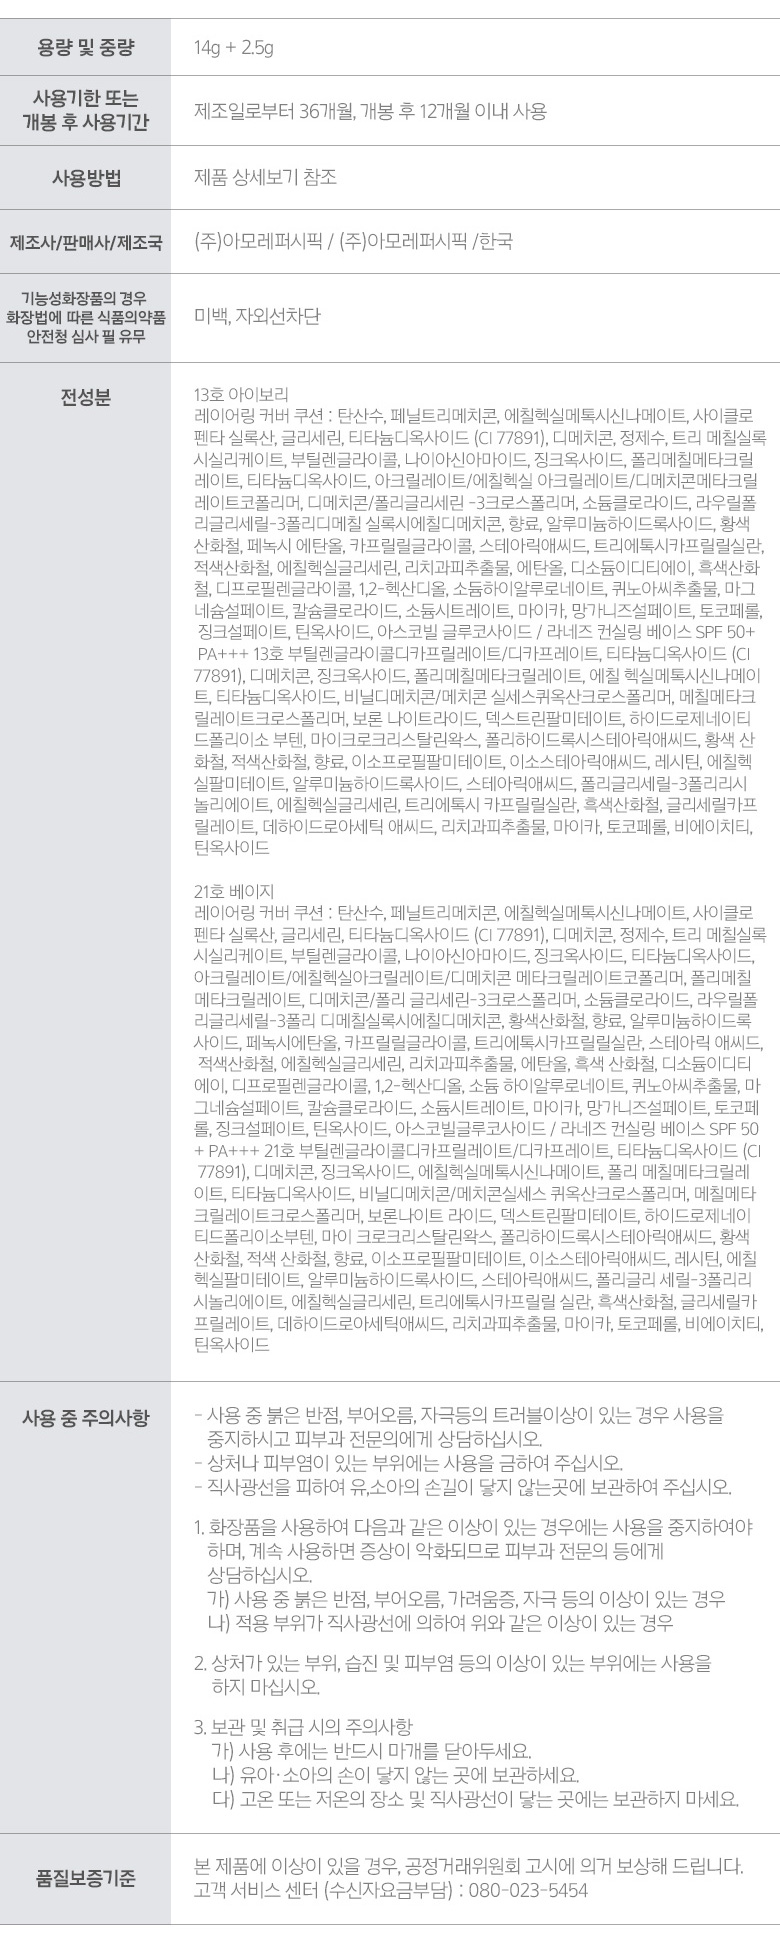 용량 및 중량
14g + 2.5g
사용기한 또는
개봉 후 사용기간
제조일로부터 36개월, 개봉 후 12개월 이내 사용
사용방법
제품 상세보기 참조
제조사/판매사/제조국
(주)아모레퍼시픽 / (주)아모레퍼시픽 /한국
기능성화장품의 경우
화장법에 따른 식품의약품
안전청 심사 필 유무
미백, 자외선차단
전성분
13호 아이보리
레이어링 커버 쿠션 : 탄산수, 페닐트리메치콘, 에칠헥실메톡시신나메이트, 사이클로
펜타 실록산, 글리세린, 티타늄디옥사이드 (CI 77891), 디메치콘, 정제수, 트리 메칠실록
시실리케이트, 부틸렌글라이콜, 나이아신아마이드, 징크옥사이드, 폴리메칠메타크릴
레이트, 티타늄디옥사이드, 아크릴레이트/에칠헥실 아크릴레이트/디메치콘메타크릴
레이트코폴리머, 디메치콘/폴리글리세린 -3크로스폴리머, 소듐클로라이드, 라우릴폴
리글리세릴-3폴리디메칠 실록시에칠디메치콘, 향료, 알루미늄하이드록사이드, 황색
산화철, 페녹시 에탄올, 카프릴릴글라이콜, 스테아릭애씨드, 트리에톡시카프릴릴실란,
적색산화철, 에칠헥실글리세린, 리치과피추출물, 에탄올, 디소듐이디티에이, 흑색산화
철, 디프로필렌글라이콜, 1,2-헥산디올, 소듐하이알루로네이트, 퀴노아씨추출물, 마그
네슘설페이트, 칼슘클로라이드, 소듐시트레이트, 마이카, 망가니즈설페이트, 토코페롤,
징크설페이트, 틴옥사이드, 아스코빌 글루코사이드 / 라네즈 컨실링 베이스 SPF 50+
PA+++ 13호 부틸렌글라이콜디카프릴레이트/디카프레이트, 티타늄디옥사이드 (CI
77891), 디메치콘, 징크옥사이드, 폴리메칠메타크릴레이트, 에칠 헥실메톡시신나메이
트, 티타늄디옥사이드, 비닐디메치콘/메치콘 실세스퀴옥산크로스폴리머, 메칠메타크
릴레이트크로스폴리머, 보론 나이트라이드, 덱스트린팔미테이트, 하이드로제네이티
드폴리이소 부텐, 마이크로크리스탈린왁스, 폴리하이드록시스테아릭애씨드, 황색 산
화철, 적색산화철, 향료, 이소프로필팔미테이트, 이소스테아릭애씨드, 레시틴, 에칠헥
실팔미테이트, 알루미늄하이드록사이드, 스테아릭애씨드, 폴리글리세릴-3폴리리시
놀리에이트, 에칠헥실글리세린, 트리에톡시 카프릴릴실란, 흑색산화철, 글리세릴카프
릴레이트, 데하이드로아세틱 애씨드, 리치과피추출물, 마이카, 토코페롤, 비에이치티,
틴옥사이드
21호 베이지
레이어링 커버 쿠션 : 탄산수, 페닐트리메치콘, 에칠헥실메톡시신나메이트, 사이클로
펜타 실록산, 글리세린, 티타늄디옥사이드 (CI 77891), 디메치콘, 정제수, 트리 메칠실록
시실리케이트, 부틸렌글라이콜, 나이아신아마이드, 징크옥사이드, 티타늄디옥사이드,
아크릴레이트/에칠헥실아크릴레이트/디메치콘 메타크릴레이트코폴리머, 폴리메칠
메타크릴레이트, 디메치콘/폴리 글리세린-3크로스폴리머, 소듐클로라이드, 라우릴폴
리글리세릴-3폴리 디메칠실록시에칠디메치콘, 황색산화철, 향료, 알루미늄하이드록
사이드, 페녹시에탄올, 카프릴릴글라이콜, 트리에톡시카프릴릴실란, 스테아릭 애씨드,
적색산화철, 에칠헥실글리세린, 리치과피추출물, 에탄올, 흑색 산화철, 디소듐이디티
에이, 디프로필렌글라이콜, 1,2-헥산디올, 소듐 하이알루로네이트, 퀴노아씨추출물, 마
그네슘설페이트, 칼슘클로라이드, 소듐시트레이트, 마이카, 망가니즈설페이트, 토코페
롤, 징크설페이트, 틴옥사이드, 아스코빌글루코사이드 / 라네즈 컨실링 베이스 SPF 50
+ PA+++ 21호 부틸렌글라이콜디카프릴레이트/디카프레이트, 티타늄디옥사이드 (CI
77891), 디메치콘, 징크옥사이드, 에칠헥실메톡시신나메이트, 폴리 메칠메타크릴레
이트, 티타늄디옥사이드, 비닐디메치콘/메치콘실세스 퀴옥산크로스폴리머, 메칠메타
크릴레이트크로스폴리머, 보론나이트 라이드, 덱스트린팔미테이트, 하이드로제네이
티드폴리이소부텐, 마이 크로크리스탈린왁스, 폴리하이드록시스테아릭애씨드, 황색
산화철, 적색 산화철, 향료, 이소프로필팔미테이트, 이소스테아릭애씨드, 레시틴, 에칠
헥실팔미테이트, 알루미늄하이드록사이드, 스테아릭애씨드, 폴리글리 세릴-3폴리리
시놀리에이트, 에칠헥실글리세린, 트리에톡시카프릴릴 실란, 흑색산화철, 글리세릴카
프릴레이트, 데하이드로아세틱애씨드, 리치과피추출물, 마이카, 토코페롤, 비에이치티,
틴옥사이드
사용 중 주의사항
- 사용 중 붉은 반점, 부어오름, 자극등의 트러블이상이 있는 경우 사용을
중지하시고 피부과 전문의에게 상담하십시오.
- 상처나 피부염이 있는 부위에는 사용을 금하여 주십시오.
- 직사광선을 피하여 유,소아의 손길이 닿지 않는곳에 보관하여 주십시오.
1. 화장품을 사용하여 다음과 같은 이상이 있는 경우에는 사용을 중지하여야
하며, 계속 사용하면 증상이 악화되므로 피부과 전문의 등에게
상담하십시오.
가) 사용 중 붉은 반점, 부어오름, 가려움증, 자극 등의 이상이 있는 경우
나) 적용 부위가 직사광선에 의하여 위와 같은 이상이 있는 경우
2. 상처가 있는 부위, 습진 및 피부염 등의 이상이 있는 부위에는 사용을
하지 마십시오.
3. 보관 및 취급 시의 주의사항
가) 사용 후에는 반드시 마개를 닫아두세요.
나) 유아·소아의 손이 닿지 않는 곳에 보관하세요.
다) 고온 또는 저온의 장소 및 직사광선이 닿는 곳에는 보관하지 마세요.
품질보증기준
본 제품에 이상이 있을 경우, 공정거래위원회 고시에 의거 보상해 드립니다.
고객 서비스 센터 (수신자요금부담) : 080-023-5454